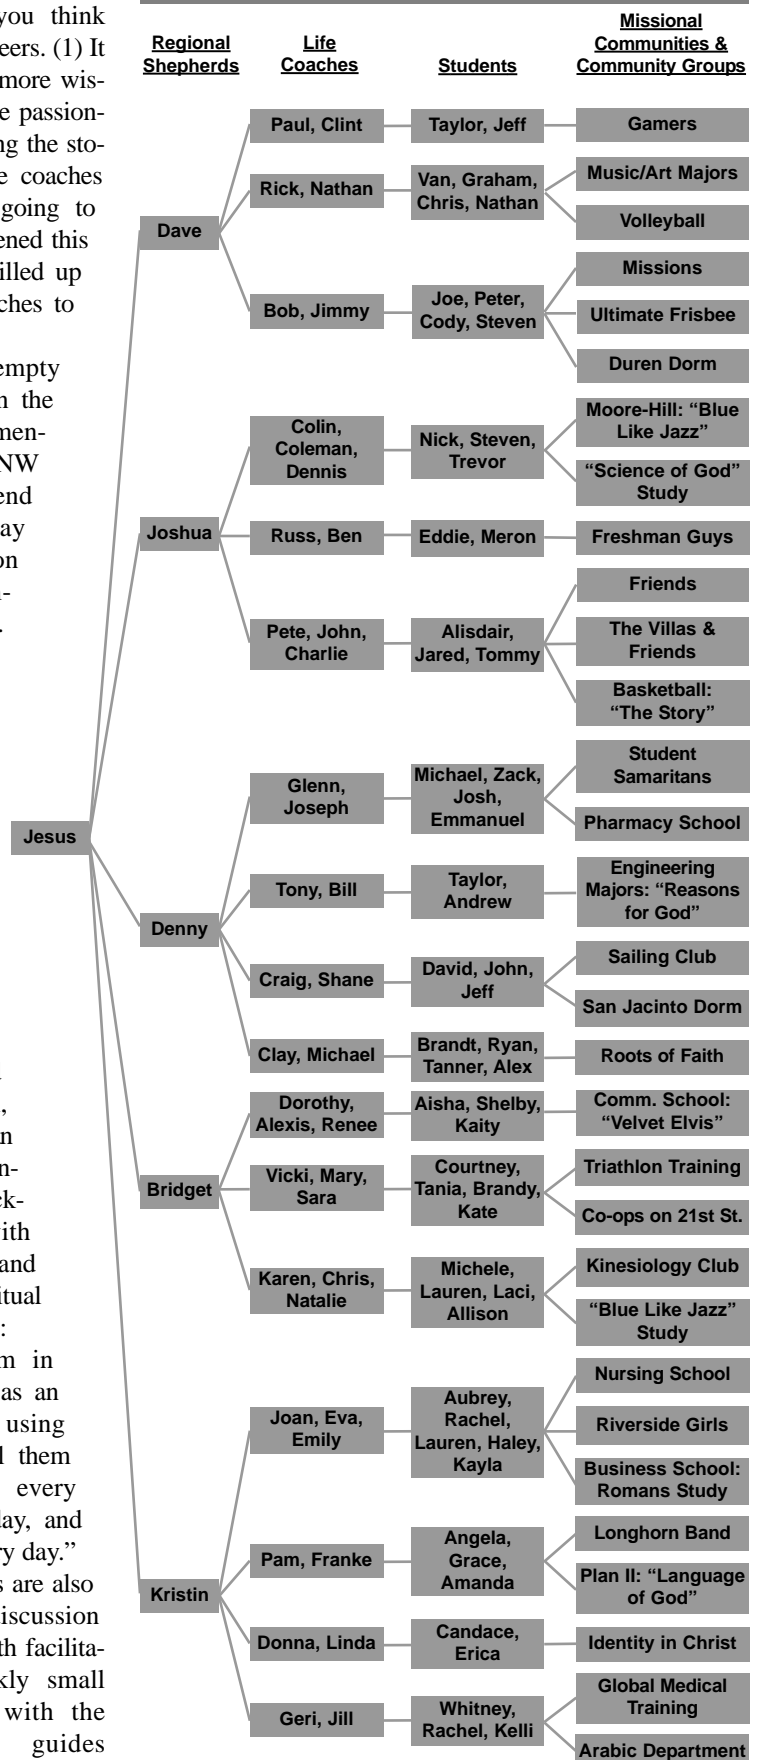 you think
eers. (1) It
more wis-
e passion-
ng the sto-
e coaches
going to
ened this
illed up
ches to
empty
n the
men-
NW
end
ay
on
n-
.
,
n
n-
ck-
ith
and
itual
:
m in
as an
using
l them
every
lay, and
ry day.”
s are also
iscussion
th facilita-
kly small
with the
guides
Regional
Shepherds
Life
Coaches
Students
Missional
Communities &
Community Groups
Jesus
Dave
Paul, Clint
Taylor, Jeff
Gamers
Rick, Nathan
Van, Graham,
Chris, Nathan
Music/Art Majors
Volleyball
Bob, Jimmy
Joe, Peter,
Cody, Steven
Missions
Ultimate Frisbee
Duren Dorm
Joshua
Colin,
Coleman,
Dennis
Nick, Steven,
Trevor
Moore-Hill: “Blue
Like Jazz”
“Science of God”
Study
Russ, Ben
Eddie, Meron
Freshman Guys
Pete, John,
Charlie
Alisdair,
Jared, Tommy
Friends
The Villas &
Friends
Basketball:
“The Story”
Denny
Glenn,
Joseph
Michael, Zack,
Josh,
Emmanuel
Student
Samaritans
Pharmacy School
Tony, Bill
Taylor,
Andrew
Engineering
Majors: “Reasons
for God”
Craig, Shane
David, John,
Jeff
Sailing Club
San Jacinto Dorm
Clay, Michael
Brandt, Ryan,
Tanner, Alex
Roots of Faith
Bridget
Dorothy,
Alexis, Renee
Aisha, Shelby,
Kaity
Comm. School:
“Velvet Elvis”
Vicki, Mary,
Sara
Courtney,
Tania, Brandy,
Kate
Triathlon Training
Co-ops on 21st St.
Karen, Chris,
Natalie
Michele,
Lauren, Laci,
Allison
Kinesiology Club
“Blue Like Jazz”
Study
Kristin
Joan, Eva,
Emily
Aubrey,
Rachel,
Lauren, Haley,
Kayla
Nursing School
Riverside Girls
Business School:
Romans Study
Pam, Franke
Angela,
Grace,
Amanda
Longhorn Band
Plan II: “Language
of God”
Donna, Linda
Candace,
Erica
Identity in Christ
Geri, Jill
Whitney,
Rachel, Kelli
Global Medical
Training
Arabic Department